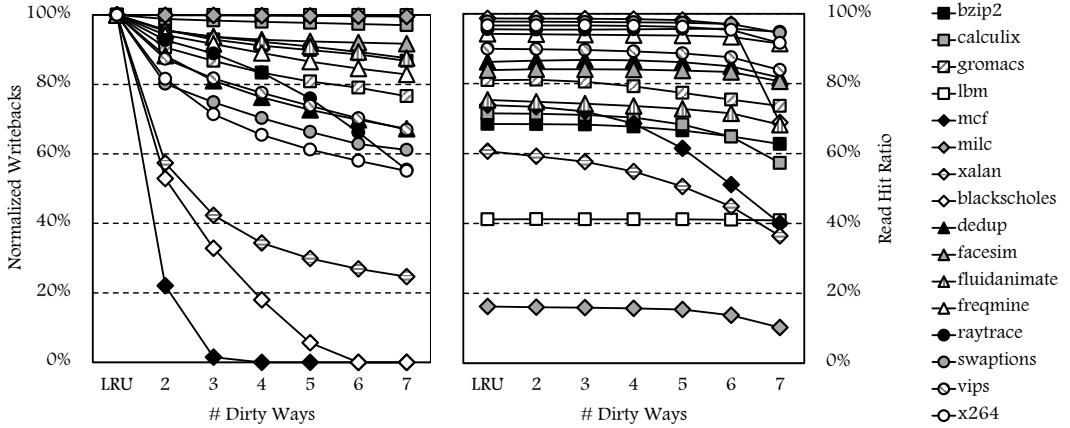 Normalized Writebacks
100%
80%
60%
40%
20%
0%
LRU 2 3 4 5 6 7
# Dirty Ways
100%
80%
60%
40%
20%
0%
Read Hit Ratio
LRU 2 3 4 5 6 7
# Dirty Ways
bzip2
calculix
gromacs
lbm
mcf
milc
xalan
blackscholes
dedup
facesim
fluidanimate
freqmine
raytrace
swaptions
vips
x264